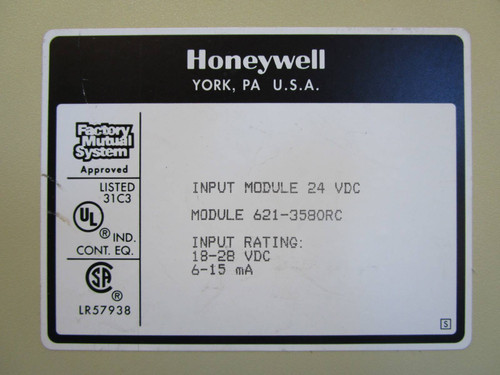 Honeywell
YORK, PA U.S.A.
Factory
Mutual
System
Approved
LISTED
31C3
UL
® IND.
CONT. EQ.
SA
®
LR57938
INPUT MODULE 24 VDC
MODULE 621-3580RC
INPUT RATING:
18-28 VDC
6-15 mA
S